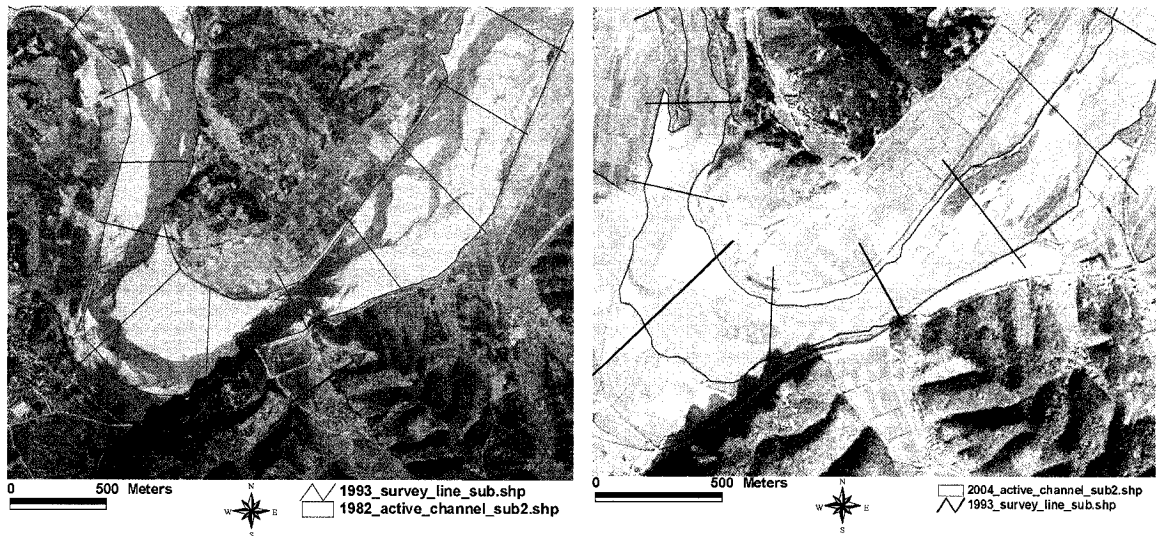 0 500 Meters
N
W E
S
1993_survey_line_sub.shp
1982_active_channel_sub2.shp
0 500 Meters
N
W E
S
2004_active_channel_sub2.shp
1993_survey_line_sub.shp